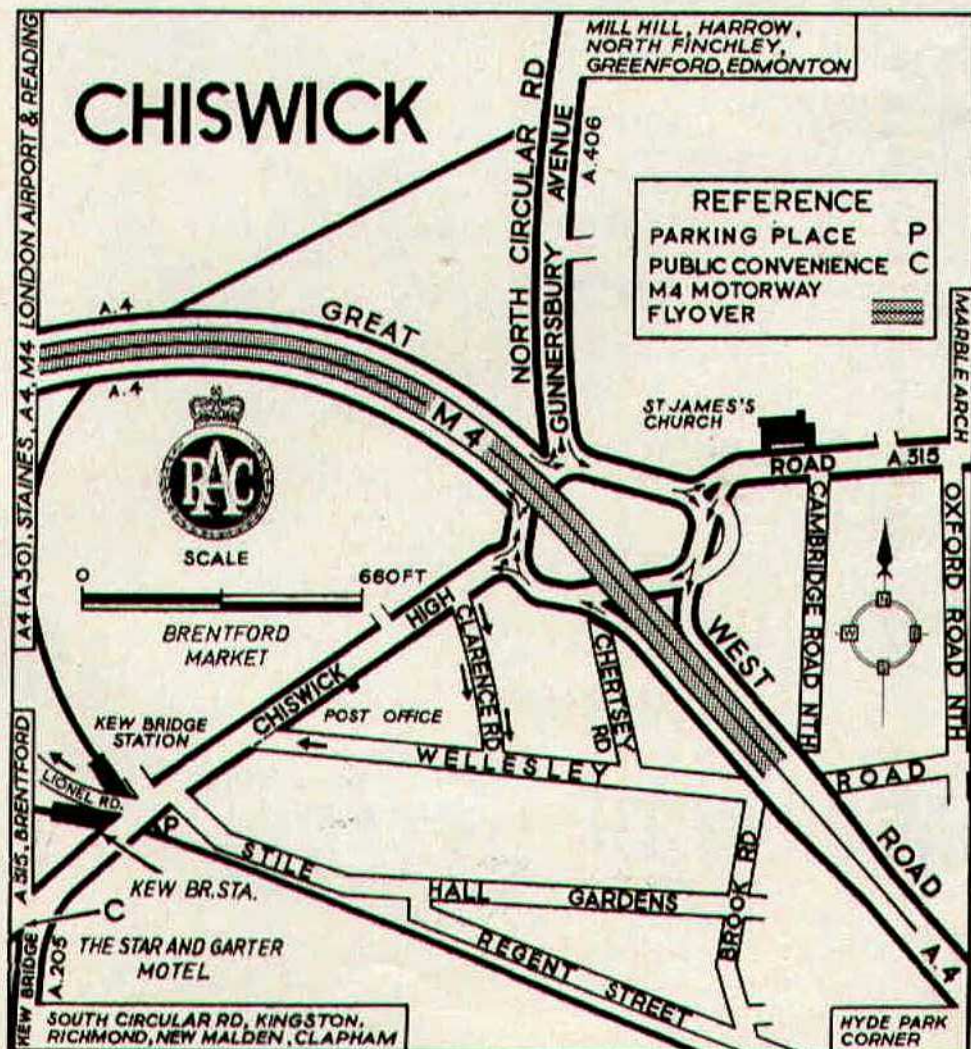 CHISWICK
MILL HILL, HARROW,
NORTH FINCHLEY,
GREENFORD, EDMONTON
NORTH CIRCULAR RD
GUNNERSBURY AVENUE
A.406
REFERENCE
PARKING PLACE P
PUBLIC CONVENIENCE C
M4 MOTORWAY
FLYOVER
A4 (A30). STAINES. A4. M4 LONDON AIRPORT & READING
A.4
GREAT
A.4
M4
MARBLE ARCH
ST JAMES'S
CHURCH
ROAD
A.315
RAC
SCALE
0 660FT
BRENTFORD
MARKET
CHISWICK HIGH
CLARENCE RD
CHERTSEY RD
WEST
CAMBRIDGE ROAD NTH
OXFORD ROAD NTH
KEW BRIDGE
STATION
POST OFFICE
WELLESLEY
ROAD
LIONEL RD.
P
A.315. BRENTFORD
ROAD
STILE
HALL GARDENS
BROOK RD
KEW BR. STA.
C
REGENT STREET
THE STAR AND GARTER
MOTEL
A.4
KEW BRIDGE
A.205
SOUTH CIRCULAR RD, KINGSTON,
RICHMOND, NEW MALDEN. CLAPHAM
HYDE PARK
CORNER